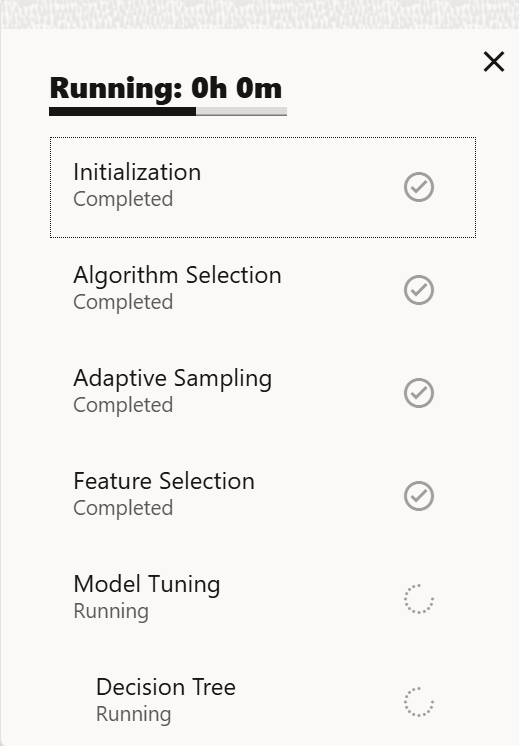 Running: 0h 0m
Initialization
Completed
Algorithm Selection
Completed
Adaptive Sampling
Completed
Feature Selection
Completed
Model Tuning
Running
Decision Tree
Running